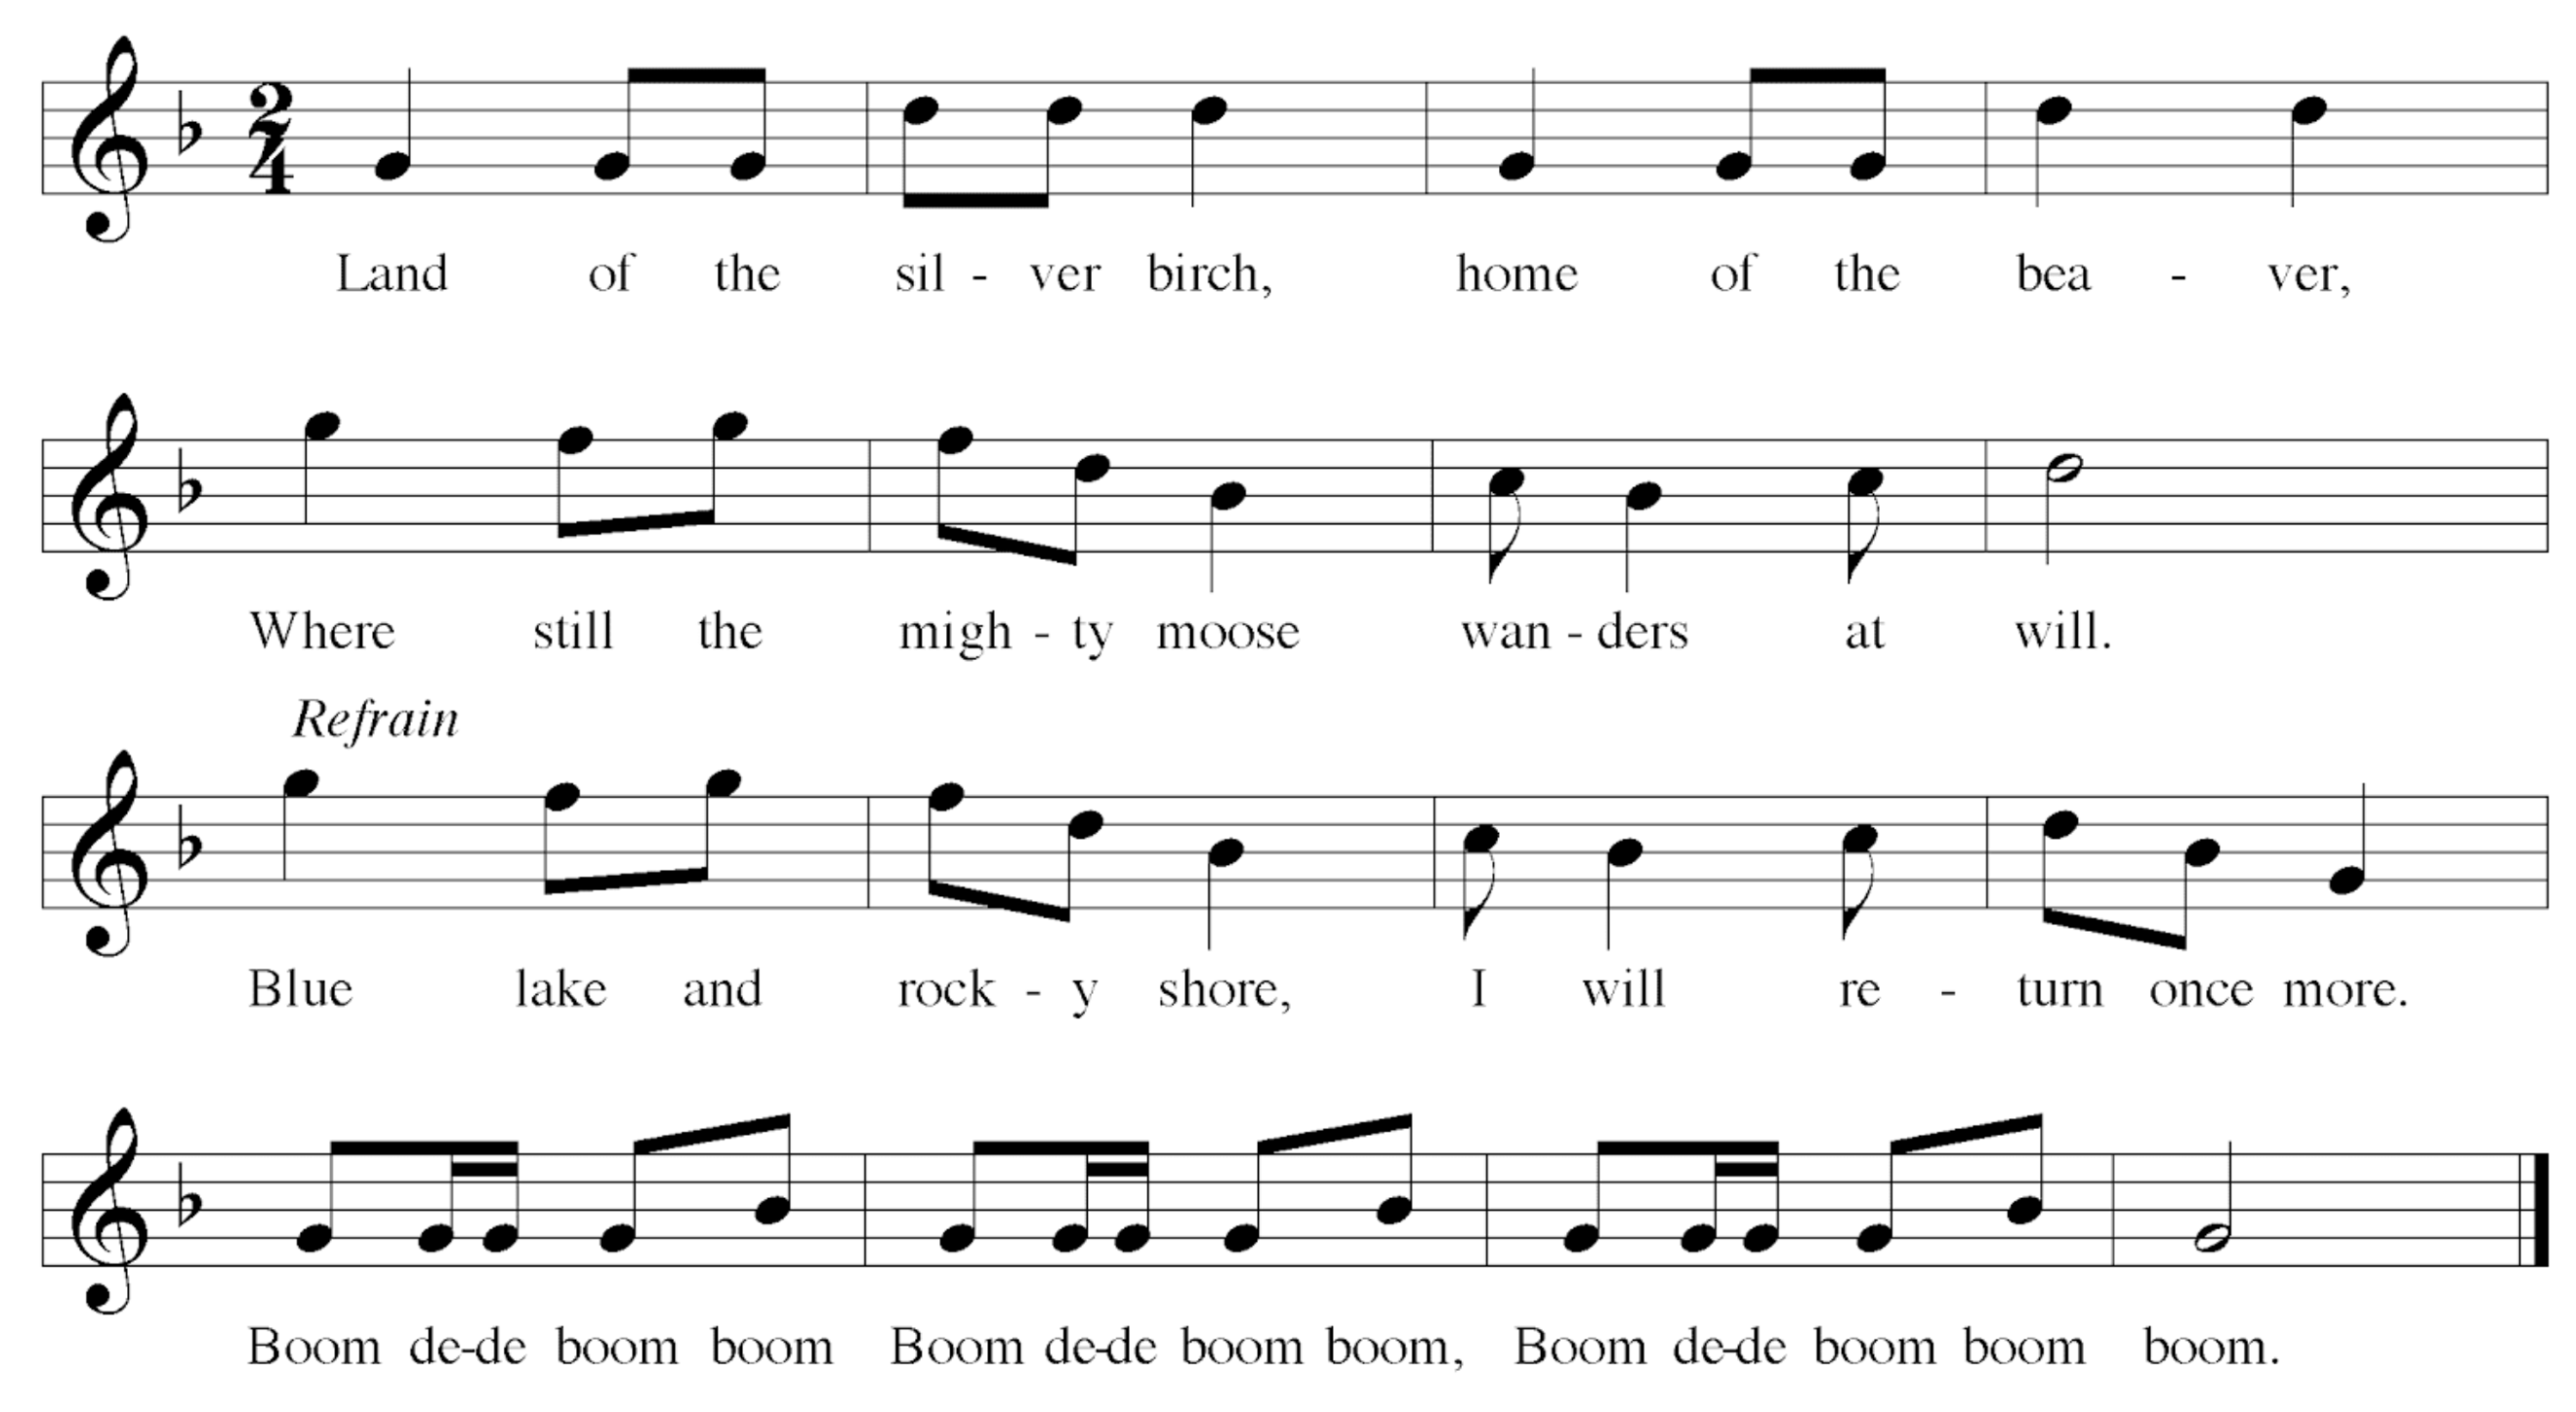 2
4
Land of the sil - ver birch, home of the bea - ver,
Where still the migh - ty moose wan - ders at will.
Refrain
Blue lake and rock - y shore, I will re - turn once more.
Boom de-de boom boom Boom de-de boom boom, Boom de-de boom boom boom.